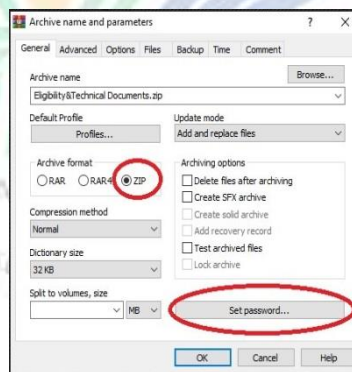 Archive name and parameters ? X
General Advanced Options Files Backup Time Comment
Archive name
Browse...
Eligibility&Technical Documents.zip
Default Profile
Profiles...
Update mode
Add and replace files
Archive format
RAR RAR4 ZIP
Compression method
Normal
Dictionary size
32 KB
Split to volumes, size
MB
Archiving options
Delete files after archiving
Create SFX archive
Create solid archive
Add recovery record
Test archived files
Lock archive
Set password...
OK Cancel Help